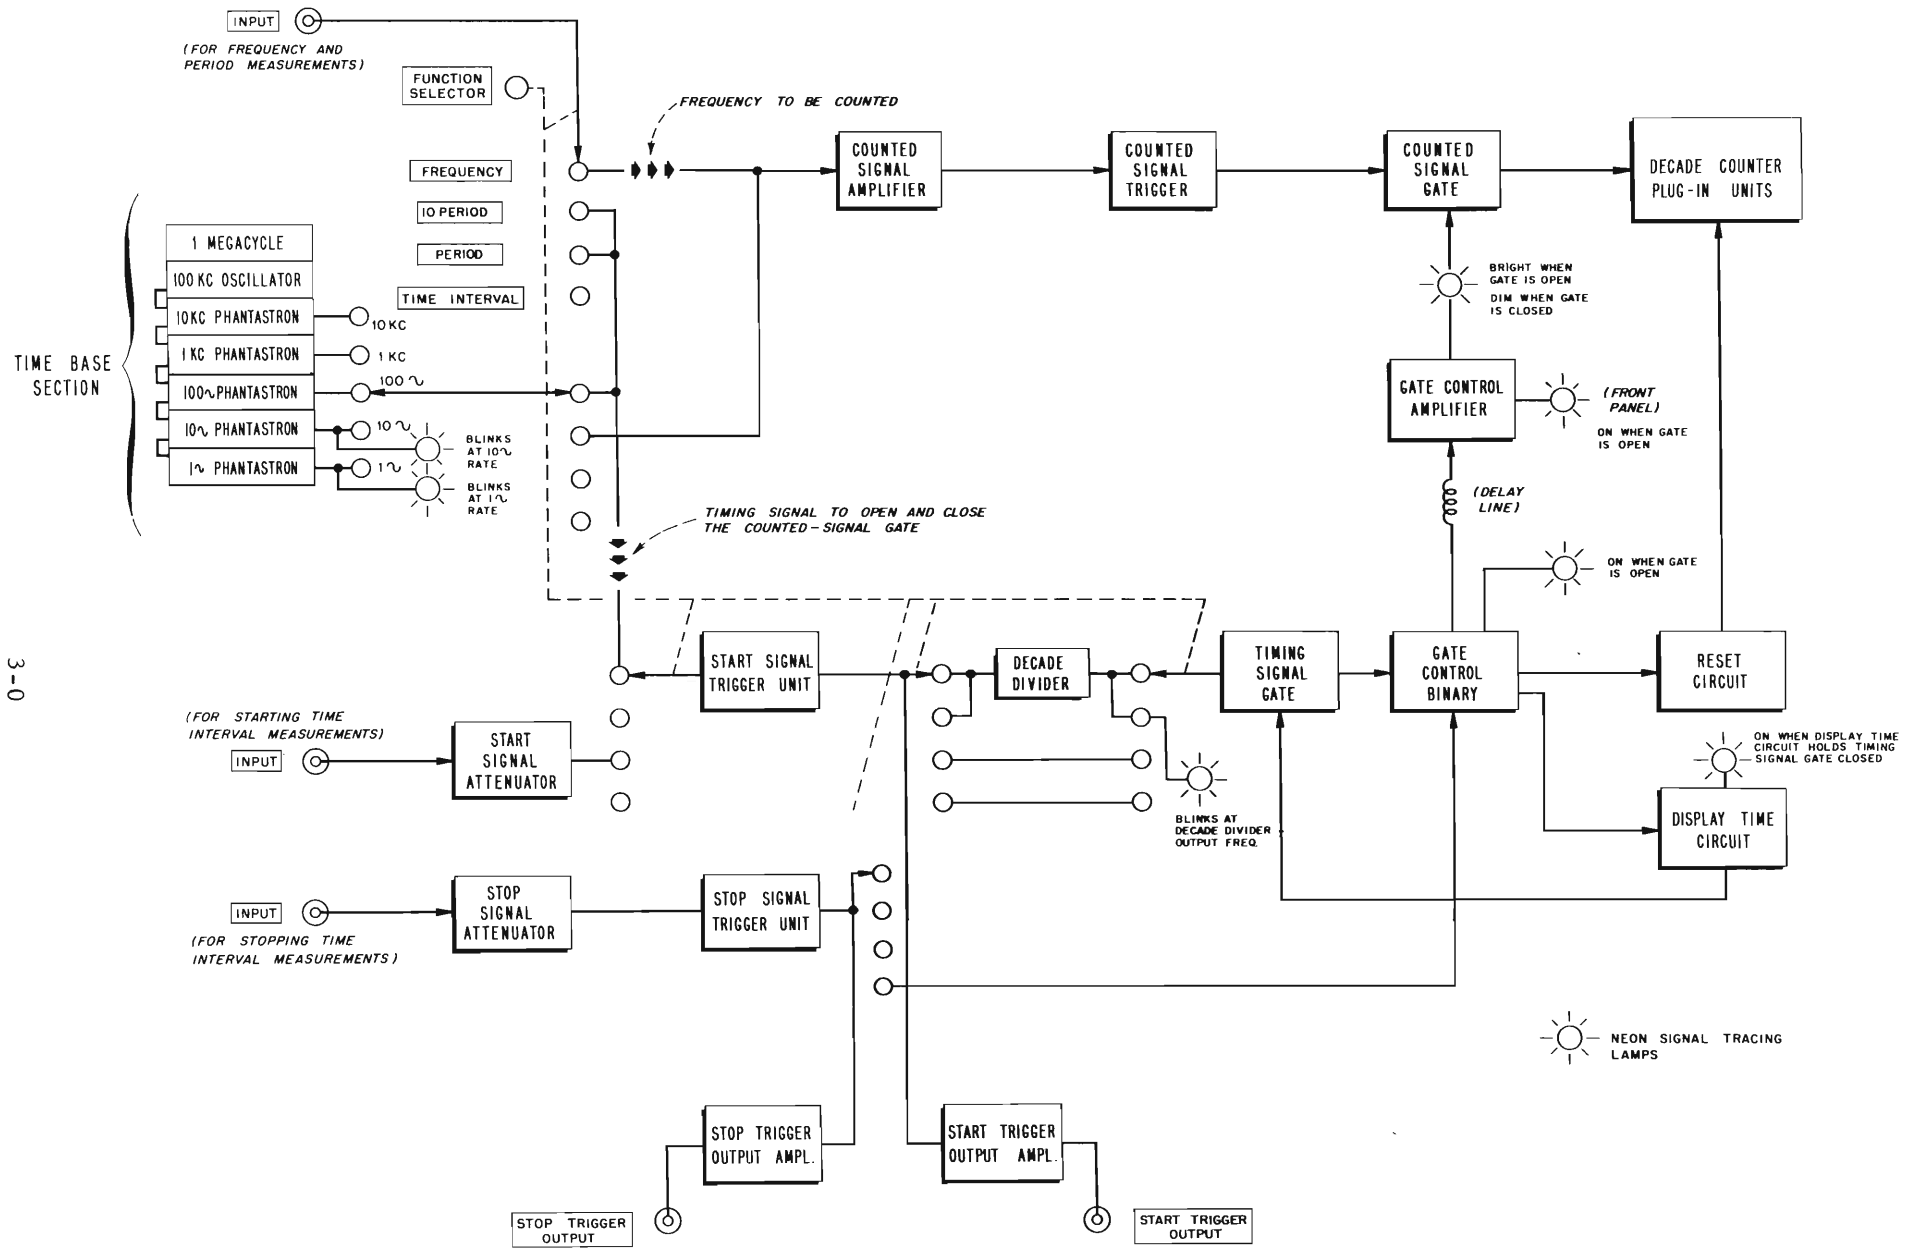 INPUT
(FOR FREQUENCY AND
PERIOD MEASUREMENTS)
FUNCTION
SELECTOR
FREQUENCY TO BE COUNTED
FREQUENCY
10 PERIOD
PERIOD
TIME INTERVAL
COUNTED
SIGNAL
AMPLIFIER
COUNTED
SIGNAL
TRIGGER
COUNTED
SIGNAL
GATE
DECADE COUNTER
PLUG-IN UNITS
TIME BASE
SECTION
1 MEGACYCLE
100 KC OSCILLATOR
10 KC PHANTASTRON
10 KC
1 KC PHANTASTRON
1 KC
100∿ PHANTASTRON
100∿
10∿ PHANTASTRON
10∿
BLINKS
AT 10∿
RATE
1∿ PHANTASTRON
1∿
BLINKS
AT 1∿
RATE
BRIGHT WHEN
GATE IS OPEN
DIM WHEN GATE
IS CLOSED
GATE CONTROL
AMPLIFIER
(FRONT
PANEL)
ON WHEN GATE
IS OPEN
(DELAY
LINE)
TIMING SIGNAL TO OPEN AND CLOSE
THE COUNTED-SIGNAL GATE
ON WHEN GATE
IS OPEN
START SIGNAL
TRIGGER UNIT
DECADE
DIVIDER
TIMING
SIGNAL
GATE
GATE
CONTROL
BINARY
RESET
CIRCUIT
(FOR STARTING TIME
INTERVAL MEASUREMENTS)
INPUT
START
SIGNAL
ATTENUATOR
BLINKS AT
DECADE DIVIDER
OUTPUT FREQ.
ON WHEN DISPLAY TIME
CIRCUIT HOLDS TIMING
SIGNAL GATE CLOSED
DISPLAY TIME
CIRCUIT
INPUT
(FOR STOPPING TIME
INTERVAL MEASUREMENTS)
STOP
SIGNAL
ATTENUATOR
STOP SIGNAL
TRIGGER UNIT
NEON SIGNAL TRACING
LAMPS
STOP TRIGGER
OUTPUT AMPL.
START TRIGGER
OUTPUT AMPL.
STOP TRIGGER
OUTPUT
START TRIGGER
OUTPUT
3-0